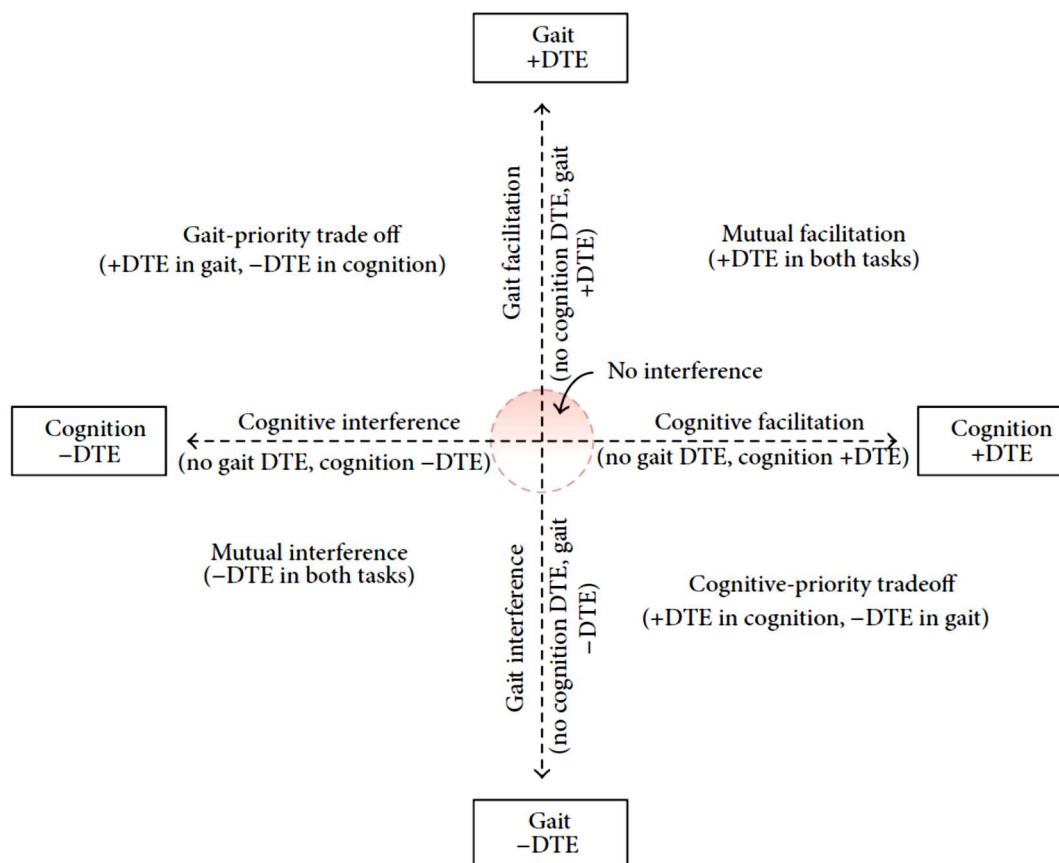 Gait
+DTE
Gait facilitation
(no cognition DTE, gait
+DTE)
Gait-priority trade off
(+DTE in gait, −DTE in cognition)
Mutual facilitation
(+DTE in both tasks)
No interference
Cognition
−DTE
Cognitive interference
(no gait DTE, cognition −DTE)
Cognitive facilitation
(no gait DTE, cognition +DTE)
Cognition
+DTE
Mutual interference
(−DTE in both tasks)
Gait interference
(no cognition DTE, gait
−DTE)
Cognitive-priority tradeoff
(+DTE in cognition, −DTE in gait)
Gait
−DTE